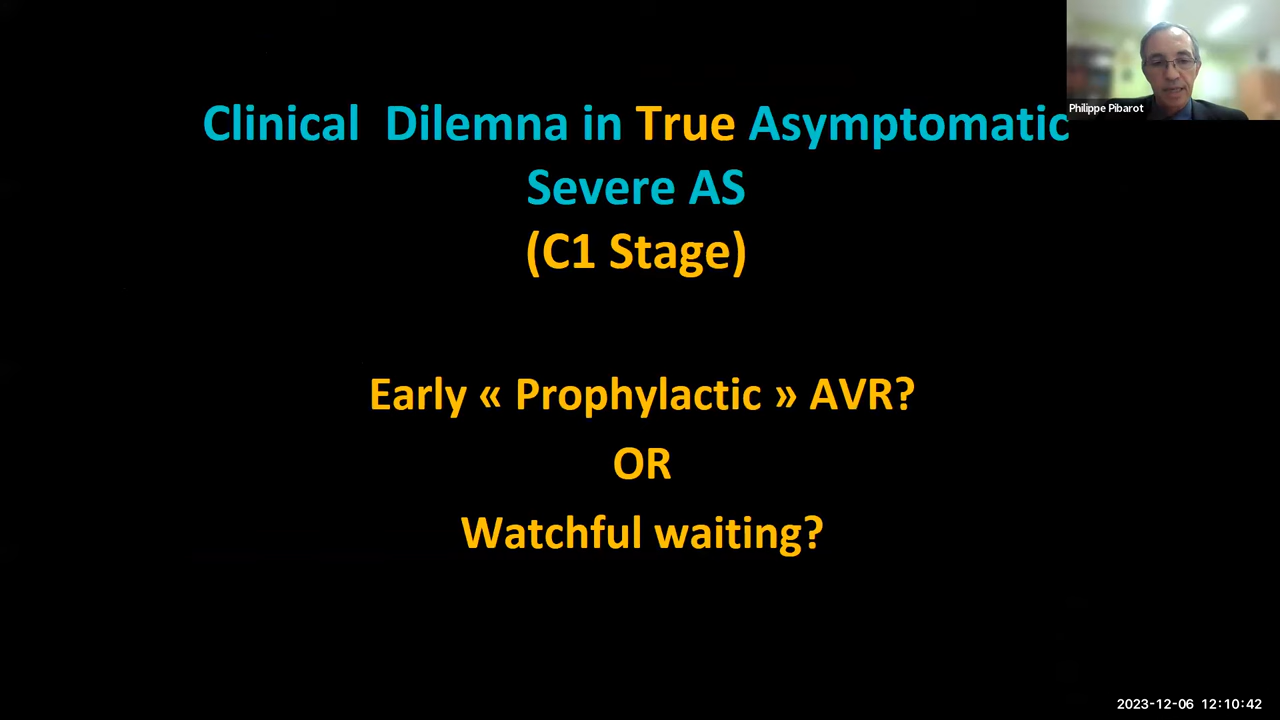 Clinical Dilemna in True Asymptomatic
Severe AS
(C1 Stage)
Early « Prophylactic » AVR?
OR
Watchful waiting?
Philippe Pibarot
2023-12-06 12:10:42